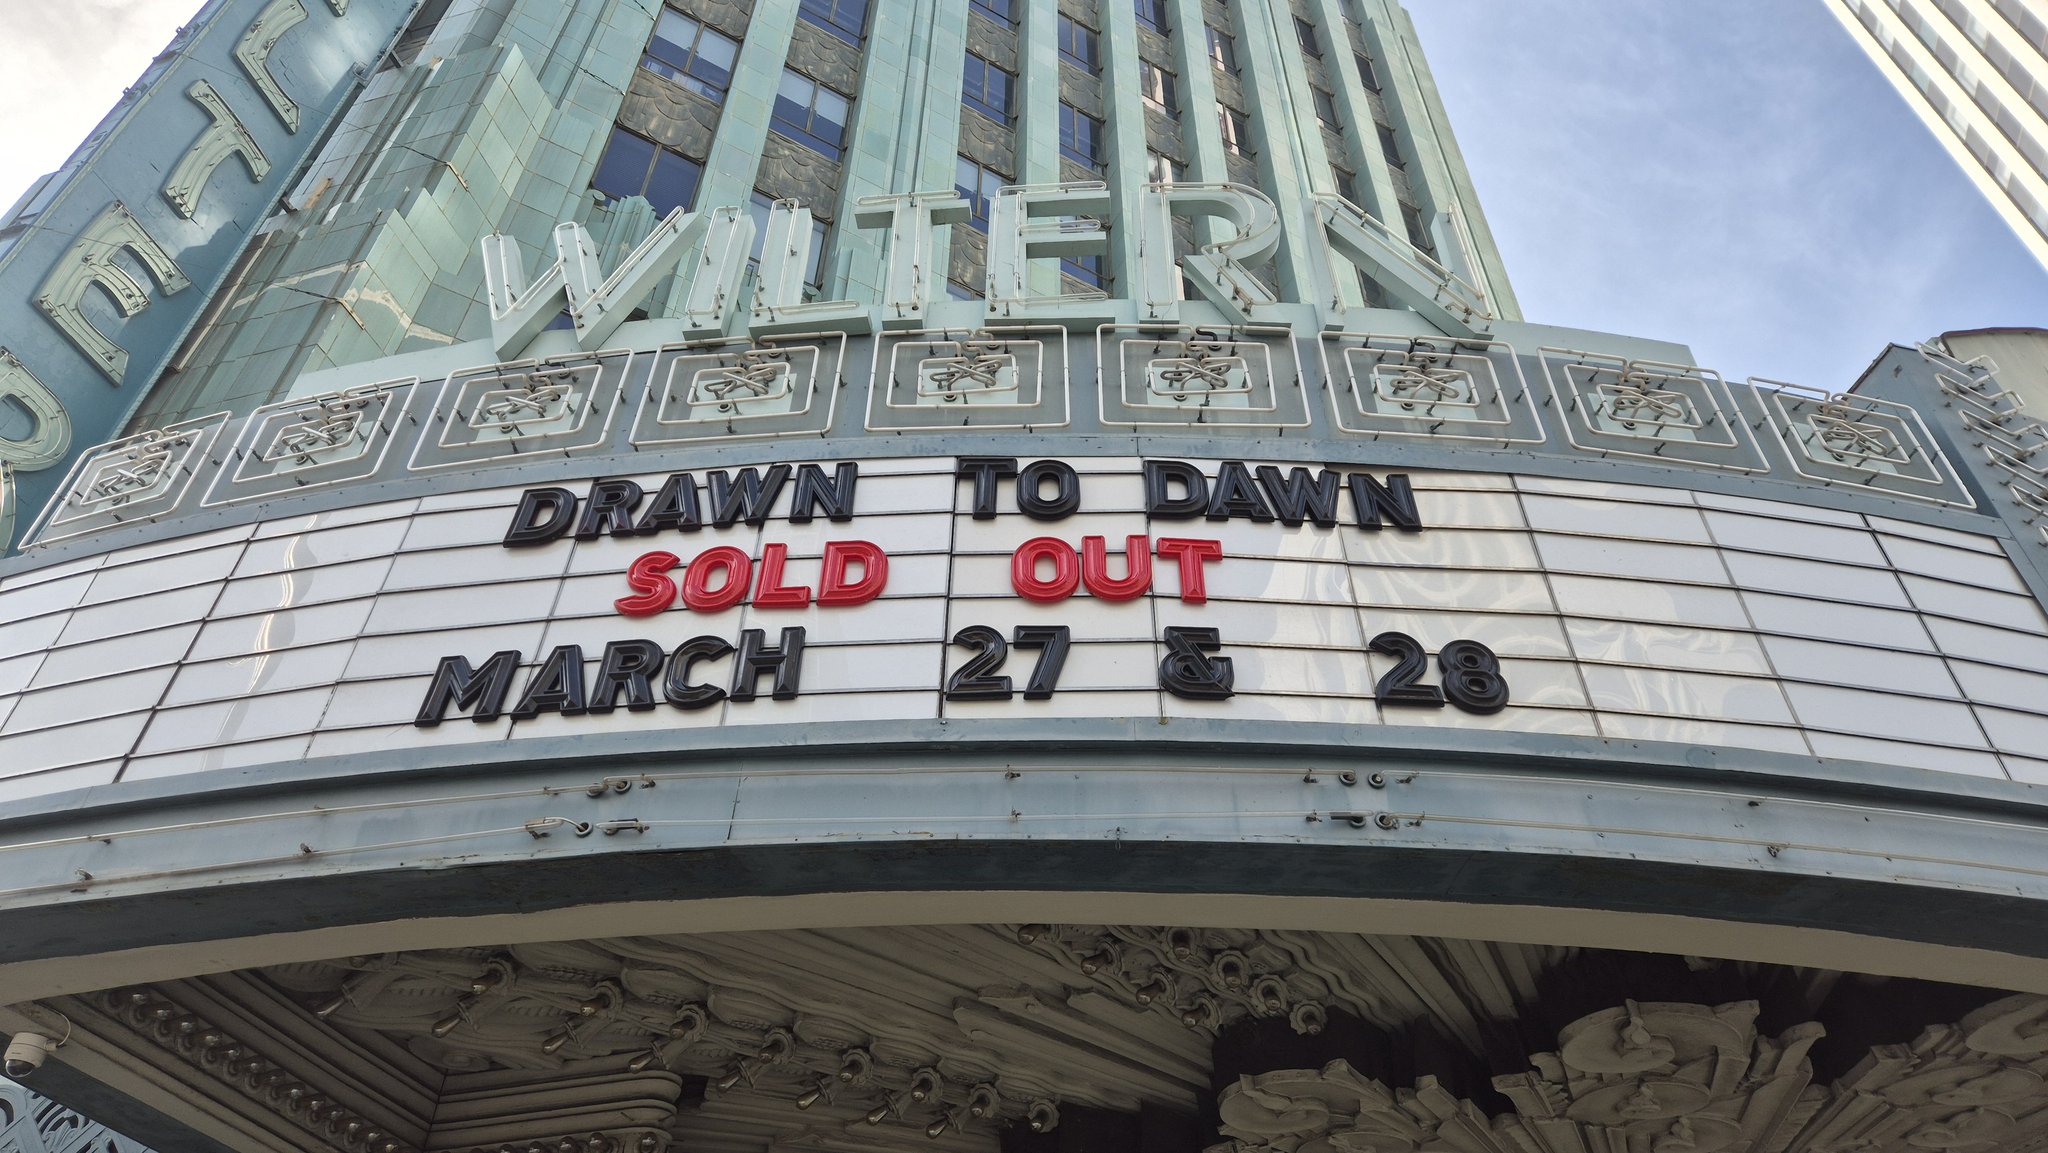 WILTERN
DRAWN TO DAWN
SOLD OUT
MARCH 27 & 28